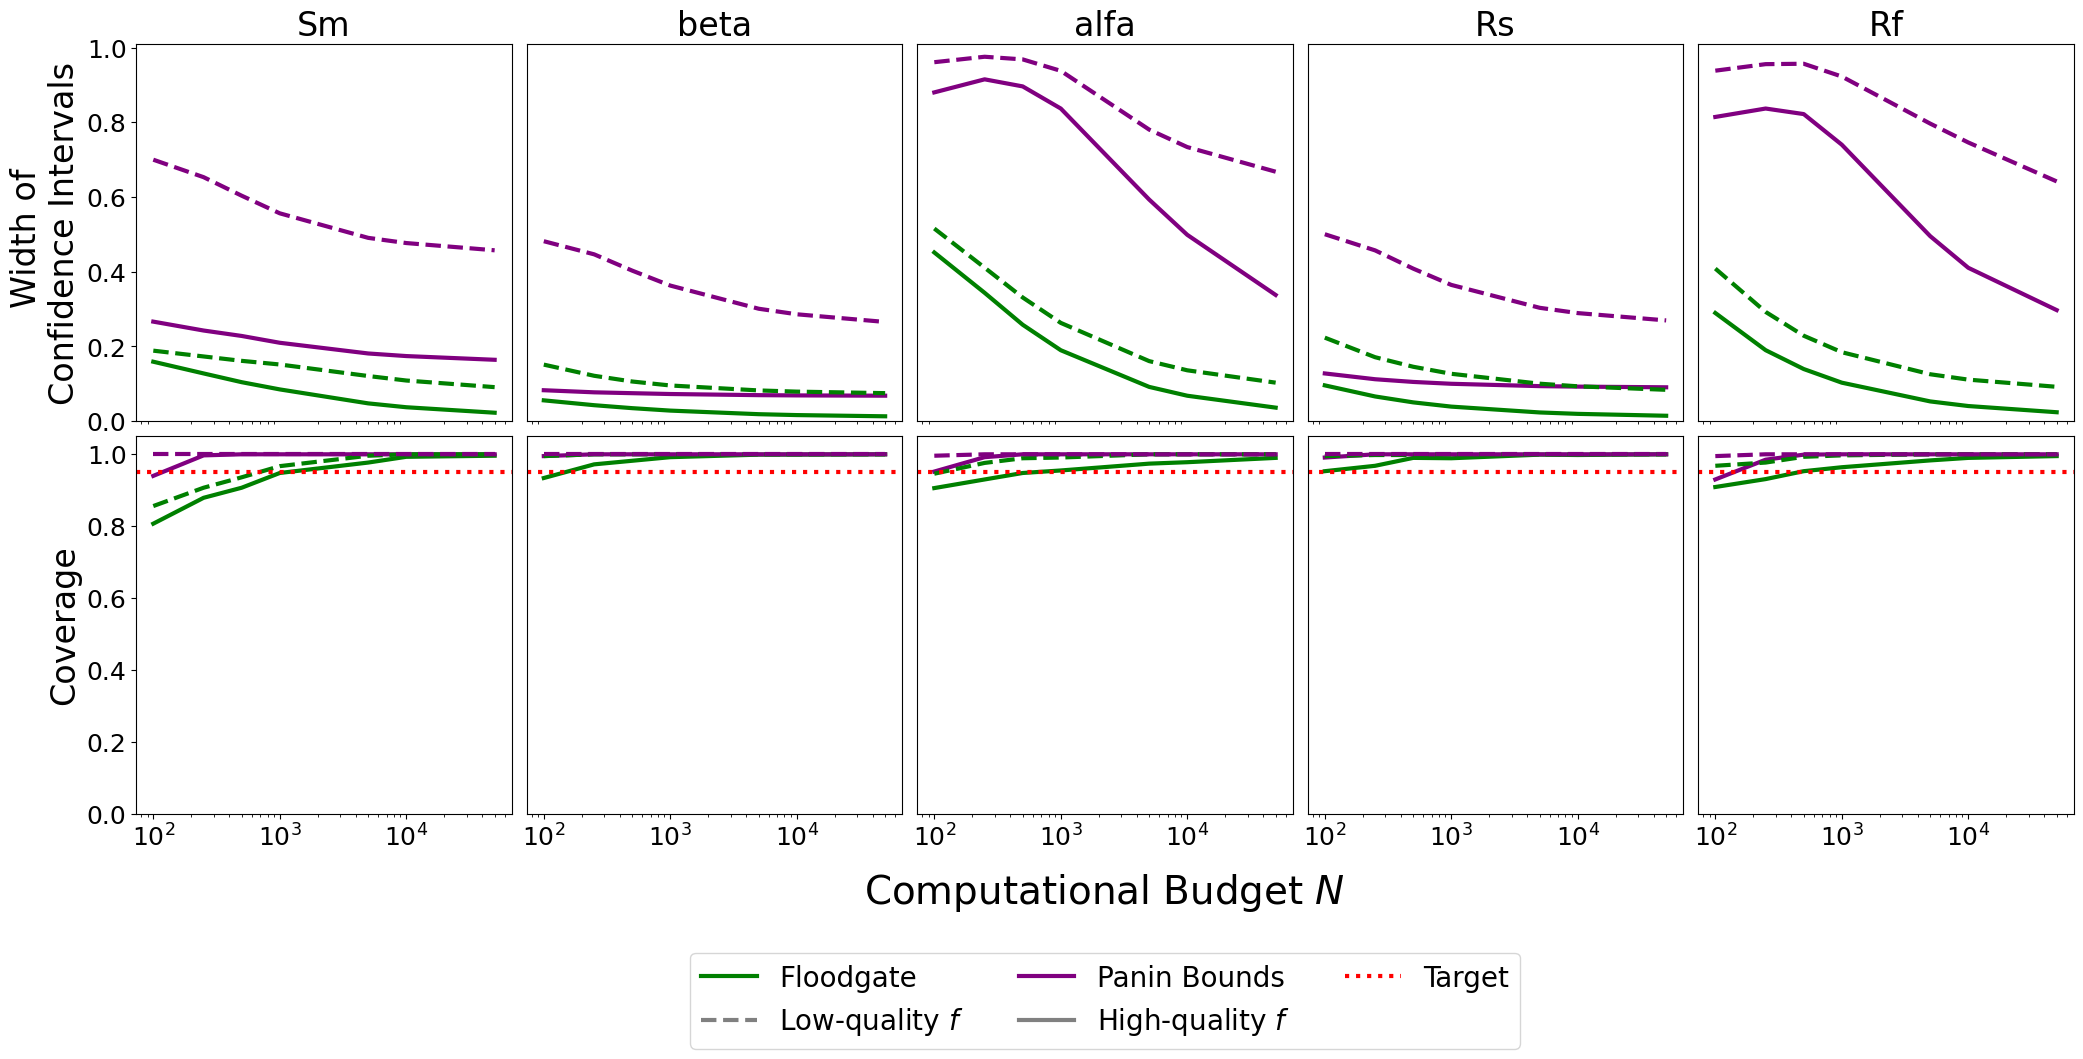 Sm beta alfa Rs Rf
Width of
Confidence Intervals
1.0
0.8
0.6
0.4
0.2
0.0
Coverage
1.0
0.8
0.6
0.4
0.2
0.0
10² 10³ 10⁴ 10² 10³ 10⁴ 10² 10³ 10⁴ 10² 10³ 10⁴ 10² 10³ 10⁴
Computational Budget N
Floodgate Panin Bounds Target
Low-quality f High-quality f